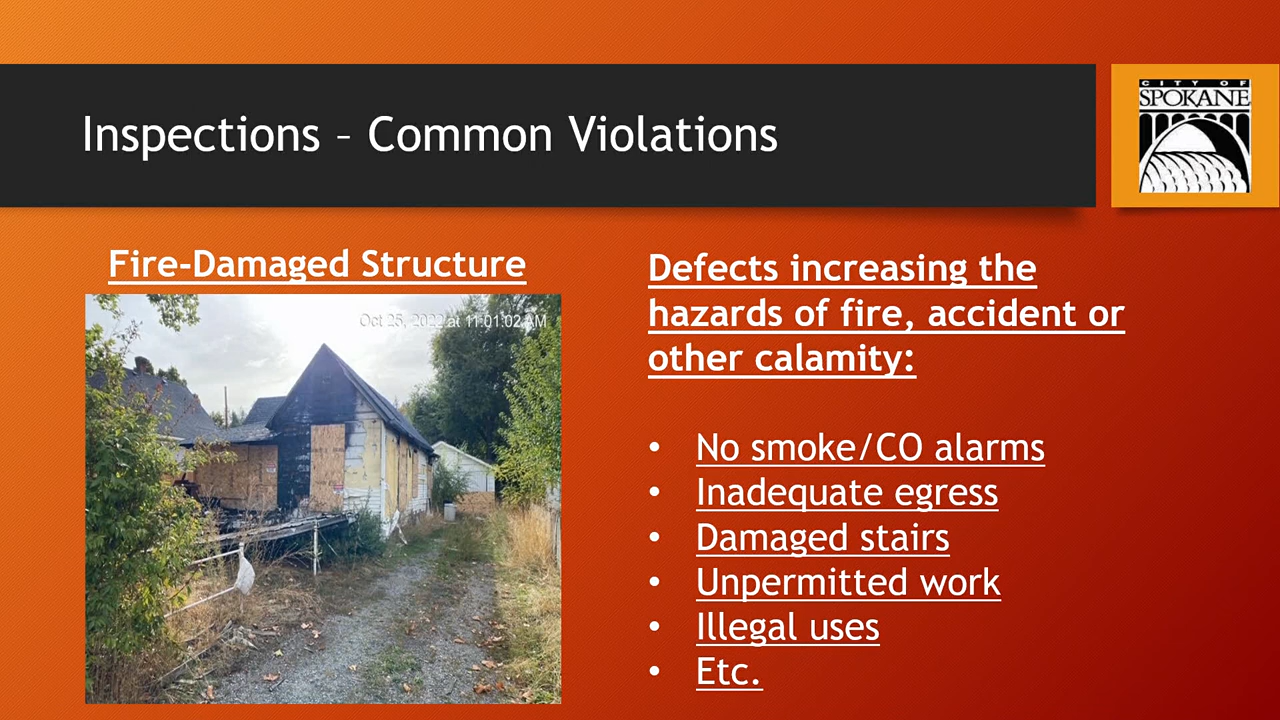 Inspections – Common Violations
CITY OF
SPOKANE
Fire-Damaged Structure
Oct 25, 2022 at 11:01:02 AM
Defects increasing the
hazards of fire, accident or
other calamity:
• No smoke/CO alarms
• Inadequate egress
• Damaged stairs
• Unpermitted work
• Illegal uses
• Etc.